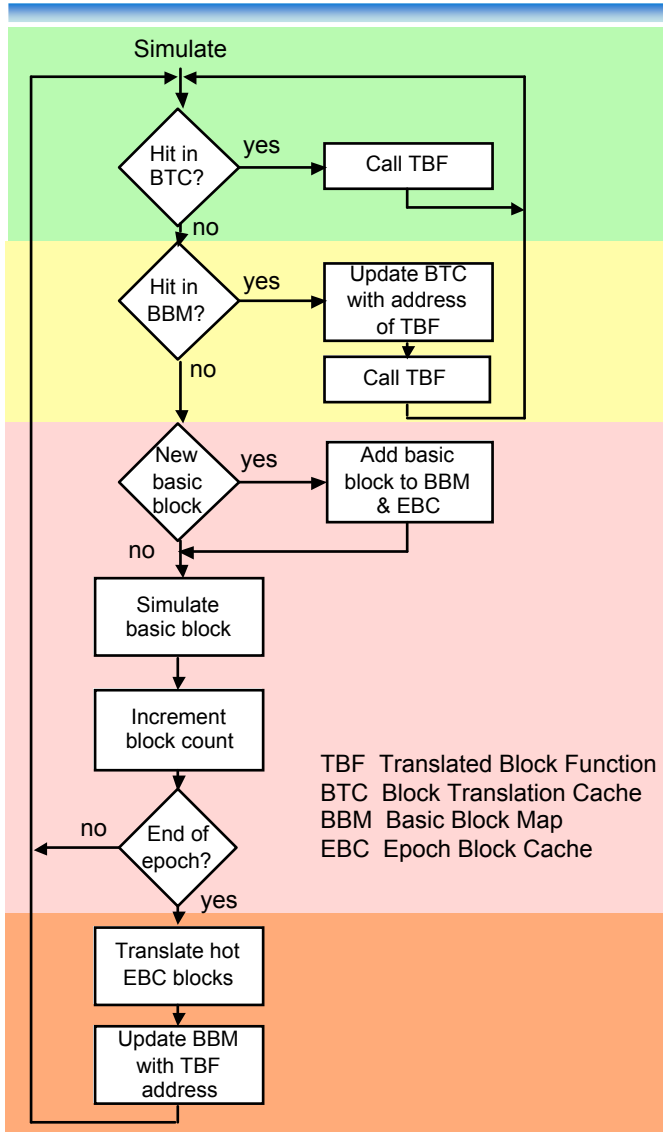 Simulate
Hit in
BTC?
yes
Call TBF
no
Hit in
BBM?
yes
Update BTC
with address
of TBF
Call TBF
no
New
basic
block
yes
Add basic
block to BBM
& EBC
no
Simulate
basic block
Increment
block count
TBF Translated Block Function
BTC Block Translation Cache
BBM Basic Block Map
EBC Epoch Block Cache
no
End of
epoch?
yes
Translate hot
EBC blocks
Update BBM
with TBF
address